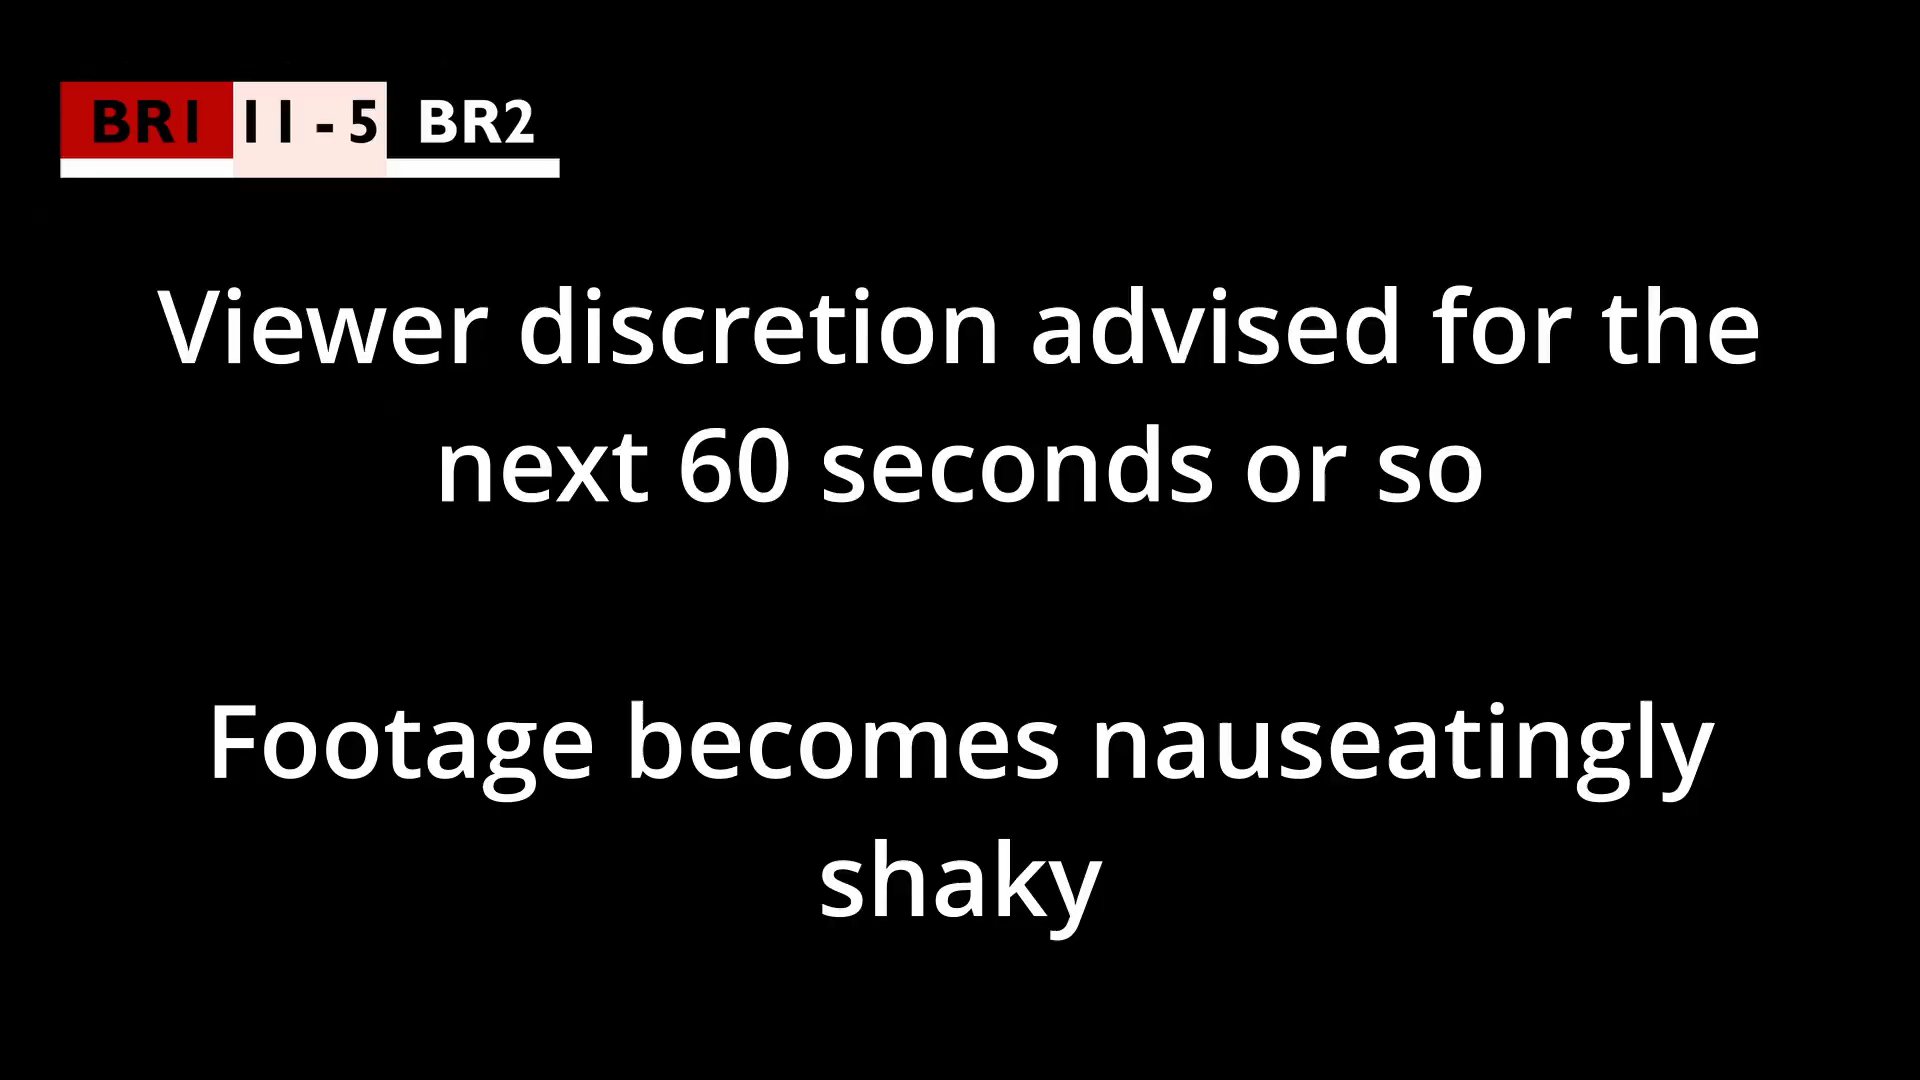 BR1 11-5 BR2
Viewer discretion advised for the
next 60 seconds or so
Footage becomes nauseatingly
shaky